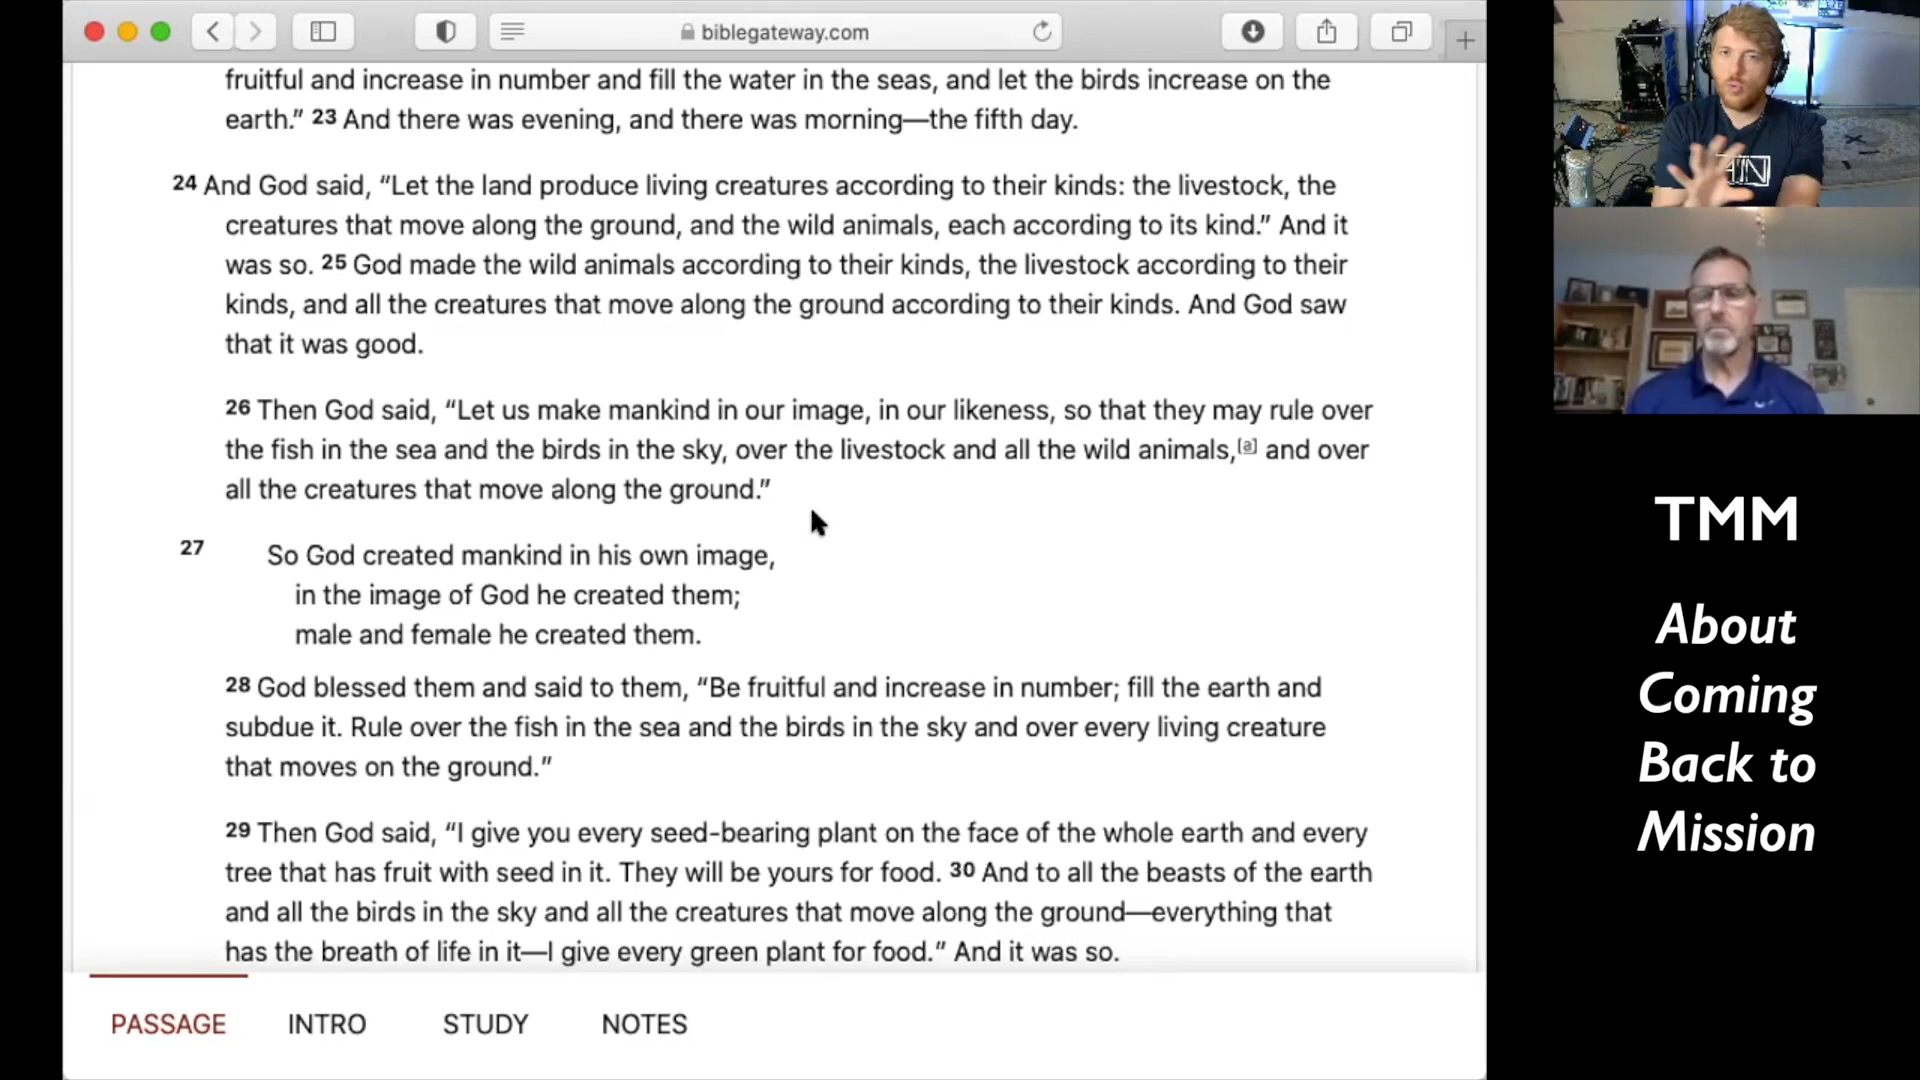 biblegateway.com
fruitful and increase in number and fill the water in the seas, and let the birds increase on the
earth.” 23 And there was evening, and there was morning—the fifth day.
24 And God said, “Let the land produce living creatures according to their kinds: the livestock, the
creatures that move along the ground, and the wild animals, each according to its kind.” And it
was so. 25 God made the wild animals according to their kinds, the livestock according to their
kinds, and all the creatures that move along the ground according to their kinds. And God saw
that it was good.
26 Then God said, “Let us make mankind in our image, in our likeness, so that they may rule over
the fish in the sea and the birds in the sky, over the livestock and all the wild animals,[a] and over
all the creatures that move along the ground.”
27 So God created mankind in his own image,
in the image of God he created them;
male and female he created them.
28 God blessed them and said to them, “Be fruitful and increase in number; fill the earth and
subdue it. Rule over the fish in the sea and the birds in the sky and over every living creature
that moves on the ground.”
29 Then God said, “I give you every seed-bearing plant on the face of the whole earth and every
tree that has fruit with seed in it. They will be yours for food. 30 And to all the beasts of the earth
and all the birds in the sky and all the creatures that move along the ground—everything that
has the breath of life in it—I give every green plant for food.” And it was so.
PASSAGE INTRO STUDY NOTES
TMM
About
Coming
Back to
Mission